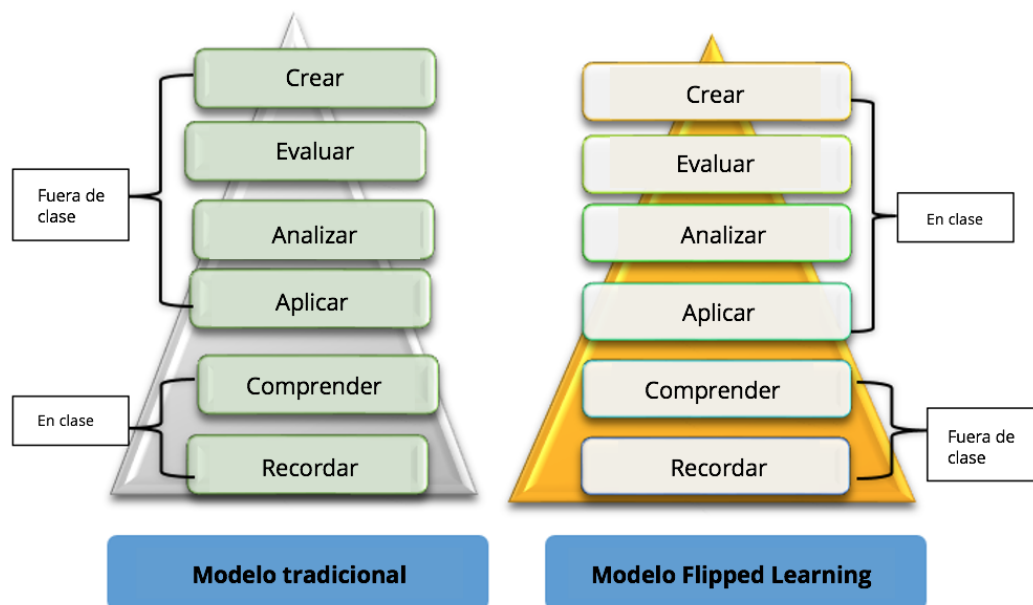 Crear
Evaluar
Analizar
Aplicar
Comprender
Recordar
Fuera de
clase
En clase
Modelo tradicional
Crear
Evaluar
Analizar
Aplicar
Comprender
Recordar
En clase
Fuera de
clase
Modelo Flipped Learning